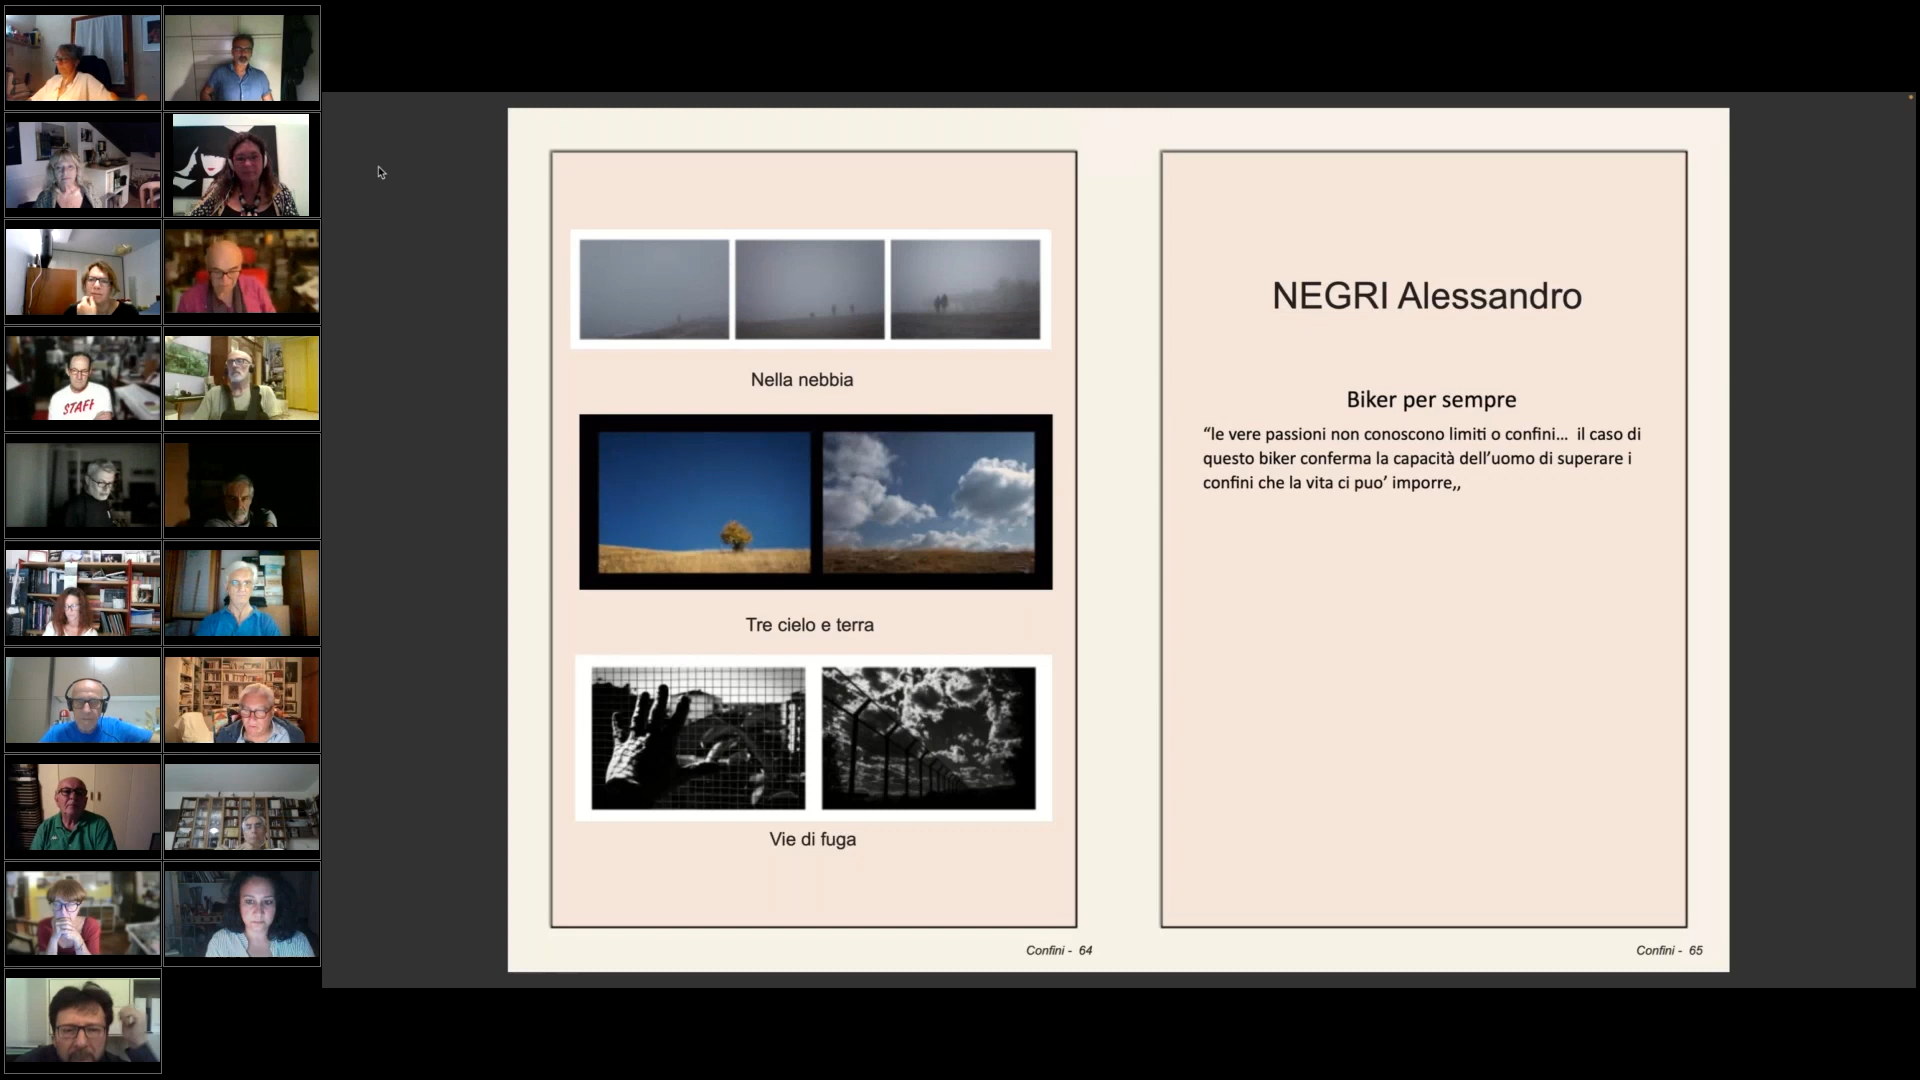 STAFF
Nella nebbia
Tre cielo e terra
Vie di fuga
Confini - 64
NEGRI Alessandro
Biker per sempre
“le vere passioni non conoscono limiti o confini...  il caso di
questo biker conferma la capacità dell’uomo di superare i
confini che la vita ci puo’ imporre,,
Confini - 65